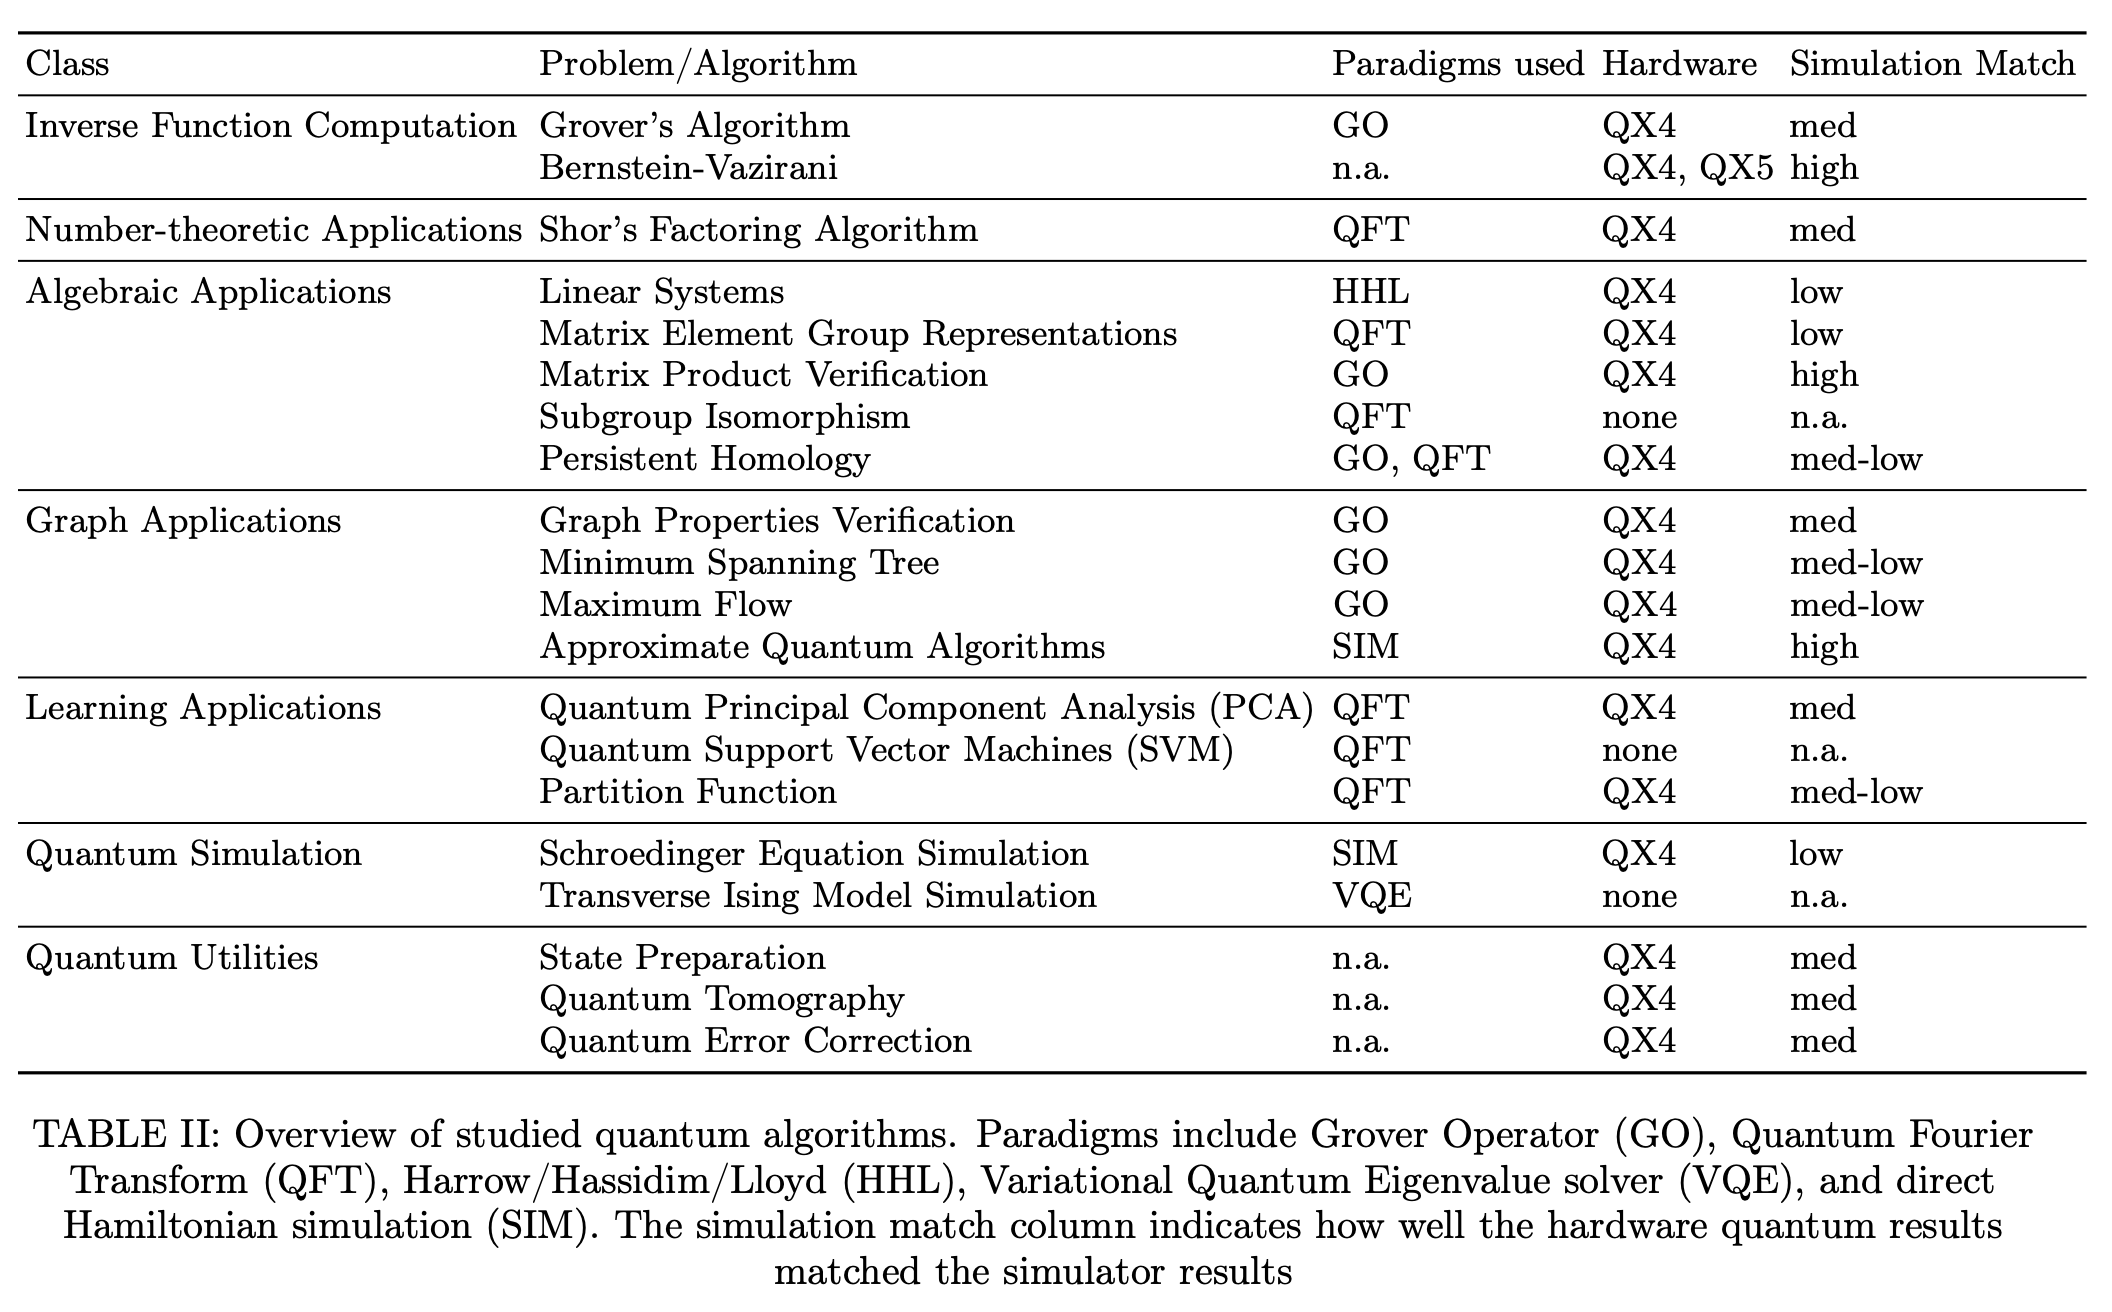 Class Problem/Algorithm Paradigms used Hardware Simulation Match
Inverse Function Computation Grover's Algorithm GO QX4 med
Bernstein-Vazirani n.a. QX4, QX5 high
Number-theoretic Applications Shor's Factoring Algorithm QFT QX4 med
Algebraic Applications Linear Systems HHL QX4 low
Matrix Element Group Representations QFT QX4 low
Matrix Product Verification GO QX4 high
Subgroup Isomorphism QFT none n.a.
Persistent Homology GO, QFT QX4 med-low
Graph Applications Graph Properties Verification GO QX4 med
Minimum Spanning Tree GO QX4 med-low
Maximum Flow GO QX4 med-low
Approximate Quantum Algorithms SIM QX4 high
Learning Applications Quantum Principal Component Analysis (PCA) QFT QX4 med
Quantum Support Vector Machines (SVM) QFT none n.a.
Partition Function QFT QX4 med-low
Quantum Simulation Schroedinger Equation Simulation SIM QX4 low
Transverse Ising Model Simulation VQE none n.a.
Quantum Utilities State Preparation n.a. QX4 med
Quantum Tomography n.a. QX4 med
Quantum Error Correction n.a. QX4 med
TABLE II: Overview of studied quantum algorithms. Paradigms include Grover Operator (GO), Quantum Fourier
Transform (QFT), Harrow/Hassidim/Lloyd (HHL), Variational Quantum Eigenvalue solver (VQE), and direct
Hamiltonian simulation (SIM). The simulation match column indicates how well the hardware quantum results
matched the simulator results